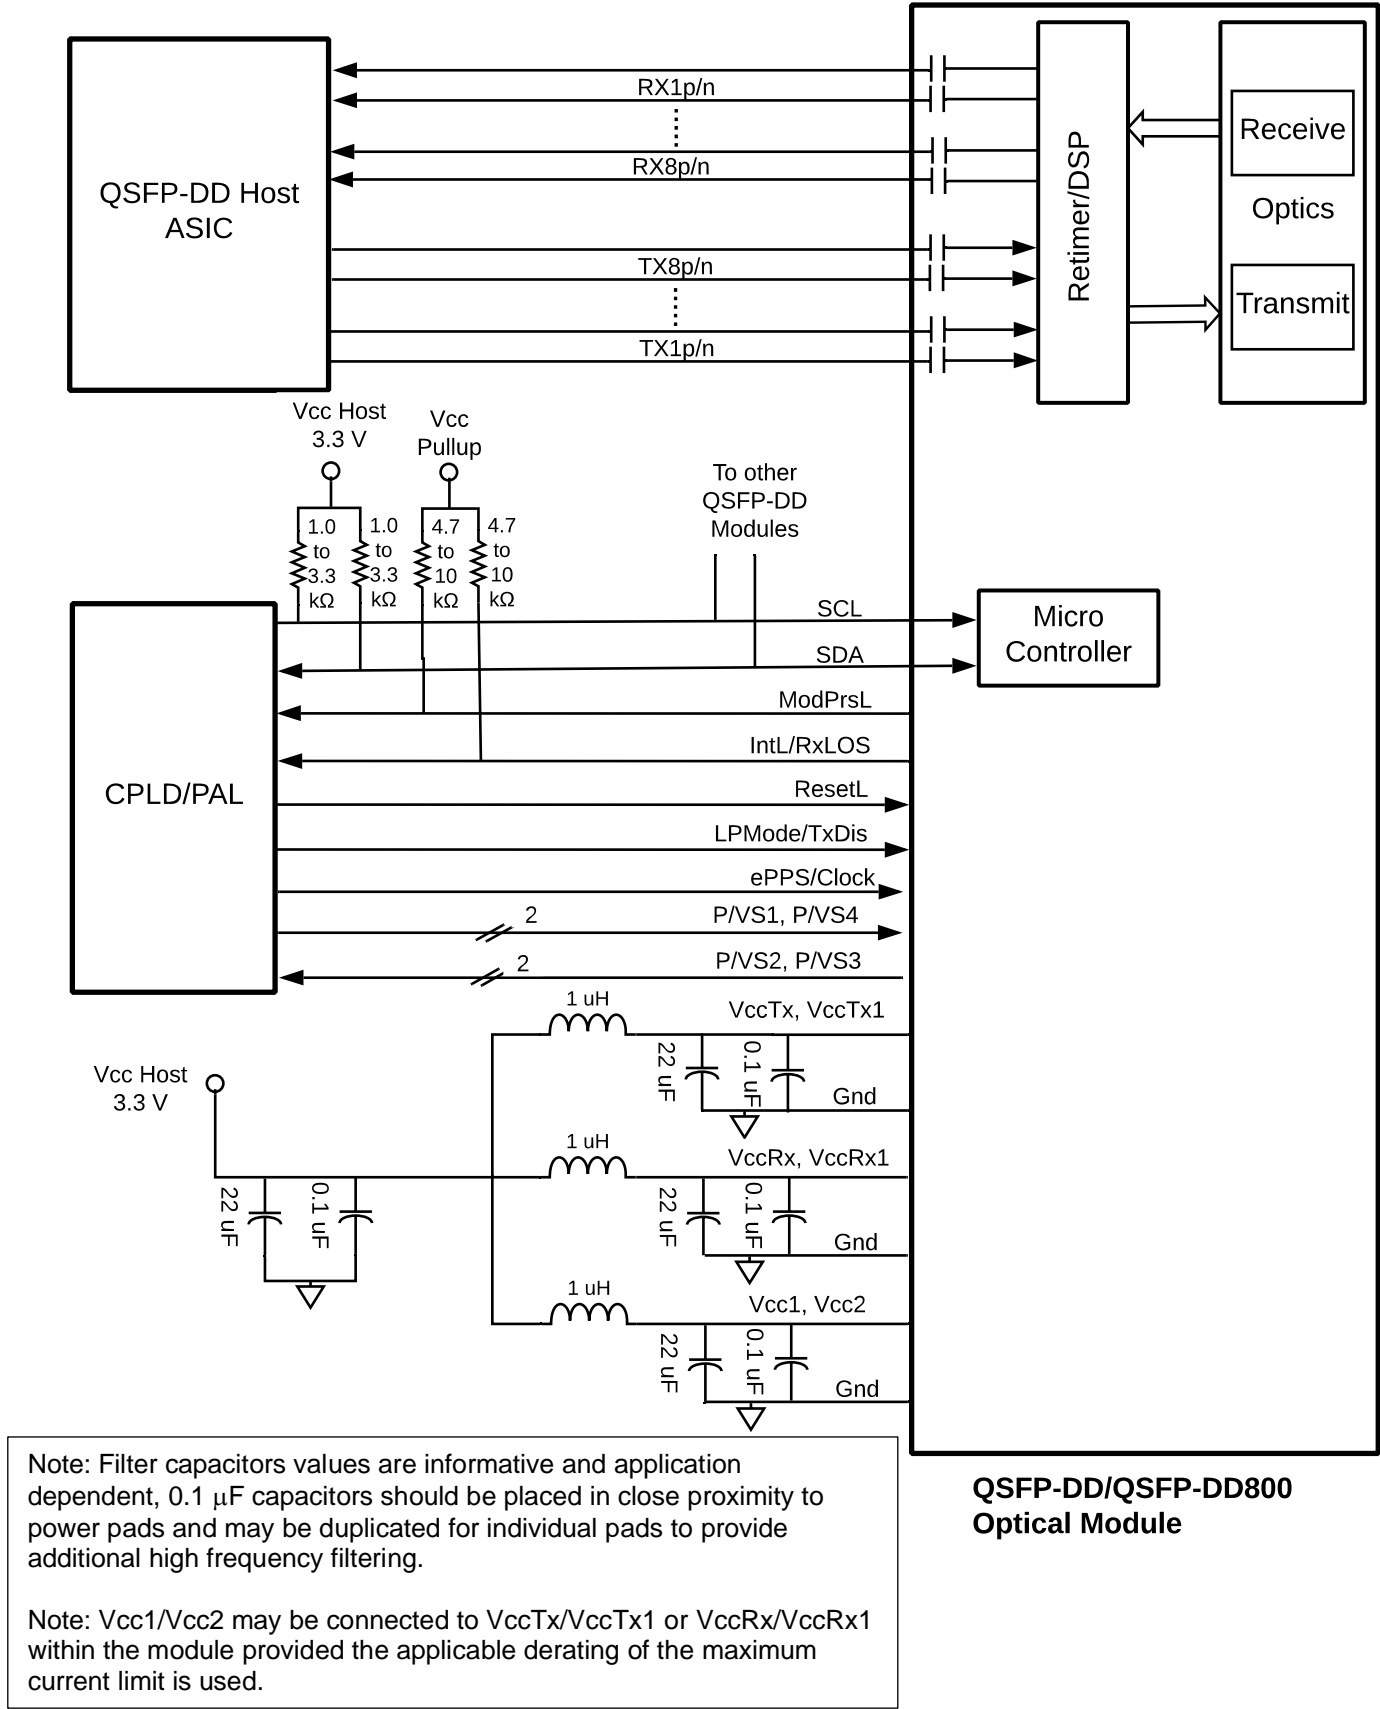 QSFP-DD Host
ASIC
RX1p/n
RX8p/n
TX8p/n
TX1p/n
Retimer/DSP
Receive
Optics
Transmit
Vcc Host
3.3 V
Vcc
Pullup
1.0
to
3.3
kΩ
1.0
to
3.3
kΩ
4.7
to
10
kΩ
4.7
to
10
kΩ
To other
QSFP-DD
Modules
CPLD/PAL
SCL
SDA
ModPrsL
IntL/RxLOS
ResetL
LPMode/TxDis
ePPS/Clock
2
P/VS1, P/VS4
2
P/VS2, P/VS3
Micro
Controller
Vcc Host
3.3 V
22 uF
0.1 uF
1 uH
VccTx, VccTx1
22 uF
0.1 uF
Gnd
1 uH
VccRx, VccRx1
22 uF
0.1 uF
Gnd
1 uH
Vcc1, Vcc2
22 uF
0.1 uF
Gnd
QSFP-DD/QSFP-DD800
Optical Module
Note: Filter capacitors values are informative and application
dependent, 0.1 μF capacitors should be placed in close proximity to
power pads and may be duplicated for individual pads to provide
additional high frequency filtering.
Note: Vcc1/Vcc2 may be connected to VccTx/VccTx1 or VccRx/VccRx1
within the module provided the applicable derating of the maximum
current limit is used.